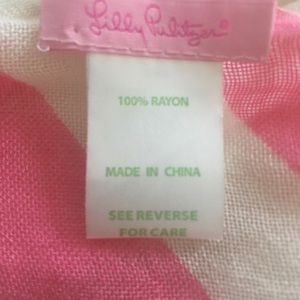 Lilly Pulitzer®
100% RAYON
MADE IN CHINA
SEE REVERSE
FOR CARE